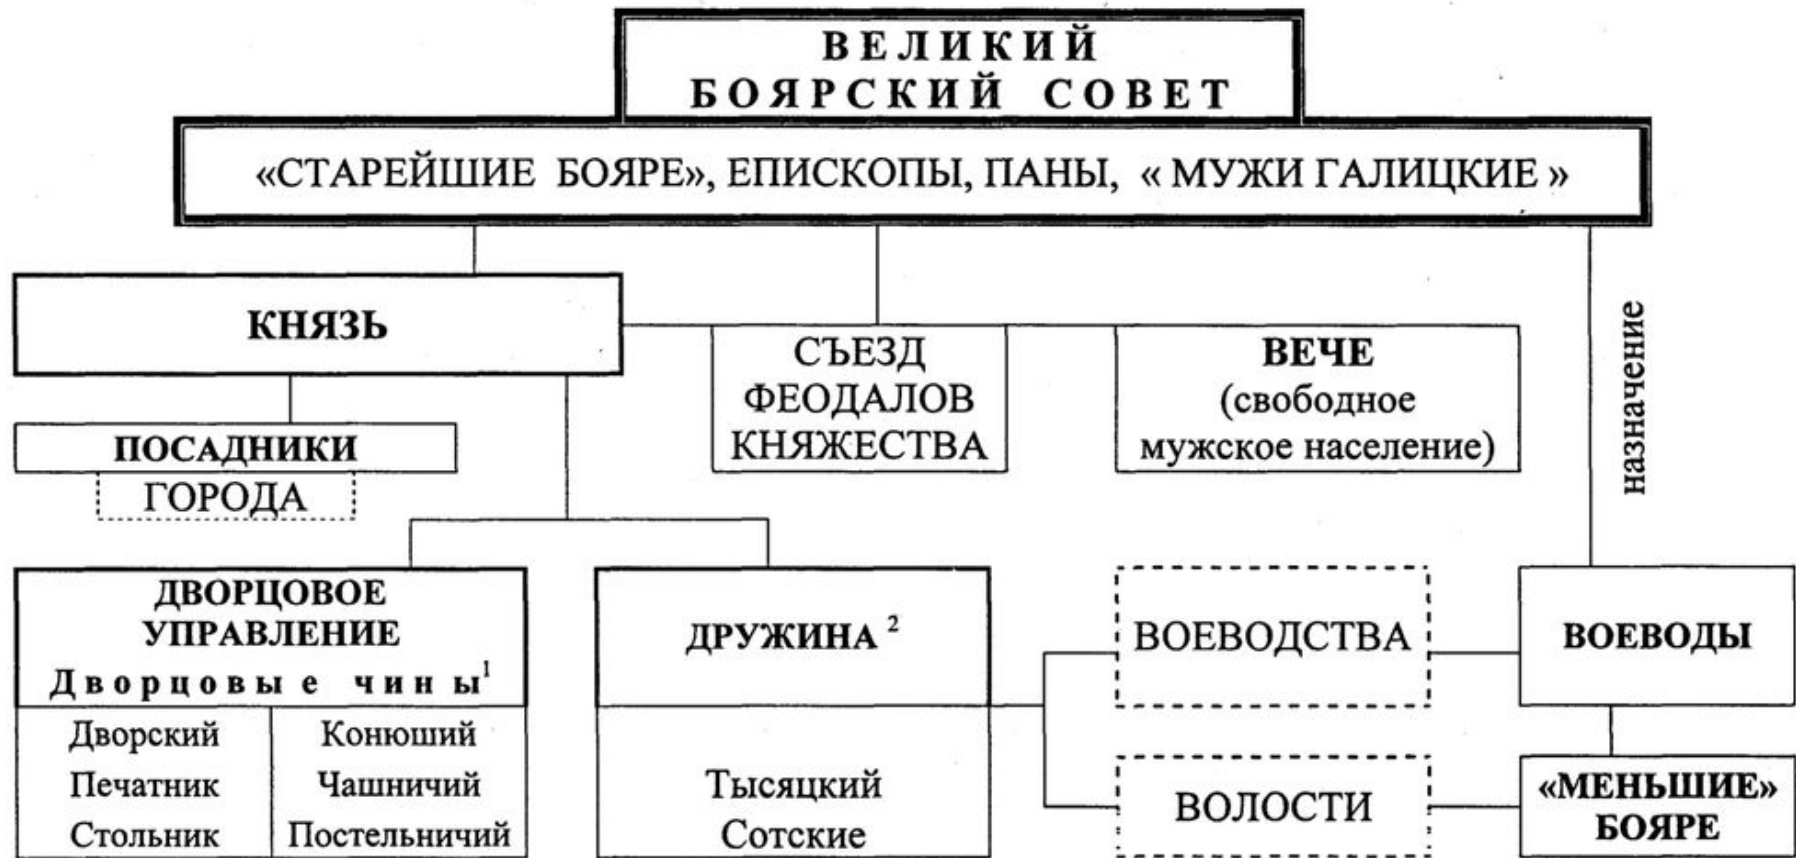 ВЕЛИКИЙ
БОЯРСКИЙ СОВЕТ
«СТАРЕЙШИЕ БОЯРЕ», ЕПИСКОПЫ, ПАНЫ, « МУЖИ ГАЛИЦКИЕ »
КНЯЗЬ
СЪЕЗД
ФЕОДАЛОВ
КНЯЖЕСТВА
ВЕЧЕ
(свободное
мужское население)
назначение
ПОСАДНИКИ
ГОРОДА
ДВОРЦОВОЕ
УПРАВЛЕНИЕ
Дворцовые чины¹
Дворский
Печатник
Стольник
Конюший
Чашничий
Постельничий
ДРУЖИНА ²
Тысяцкий
Сотские
ВОЕВОДСТВА
ВОЛОСТИ
ВОЕВОДЫ
«МЕНЬШИЕ»
БОЯРЕ